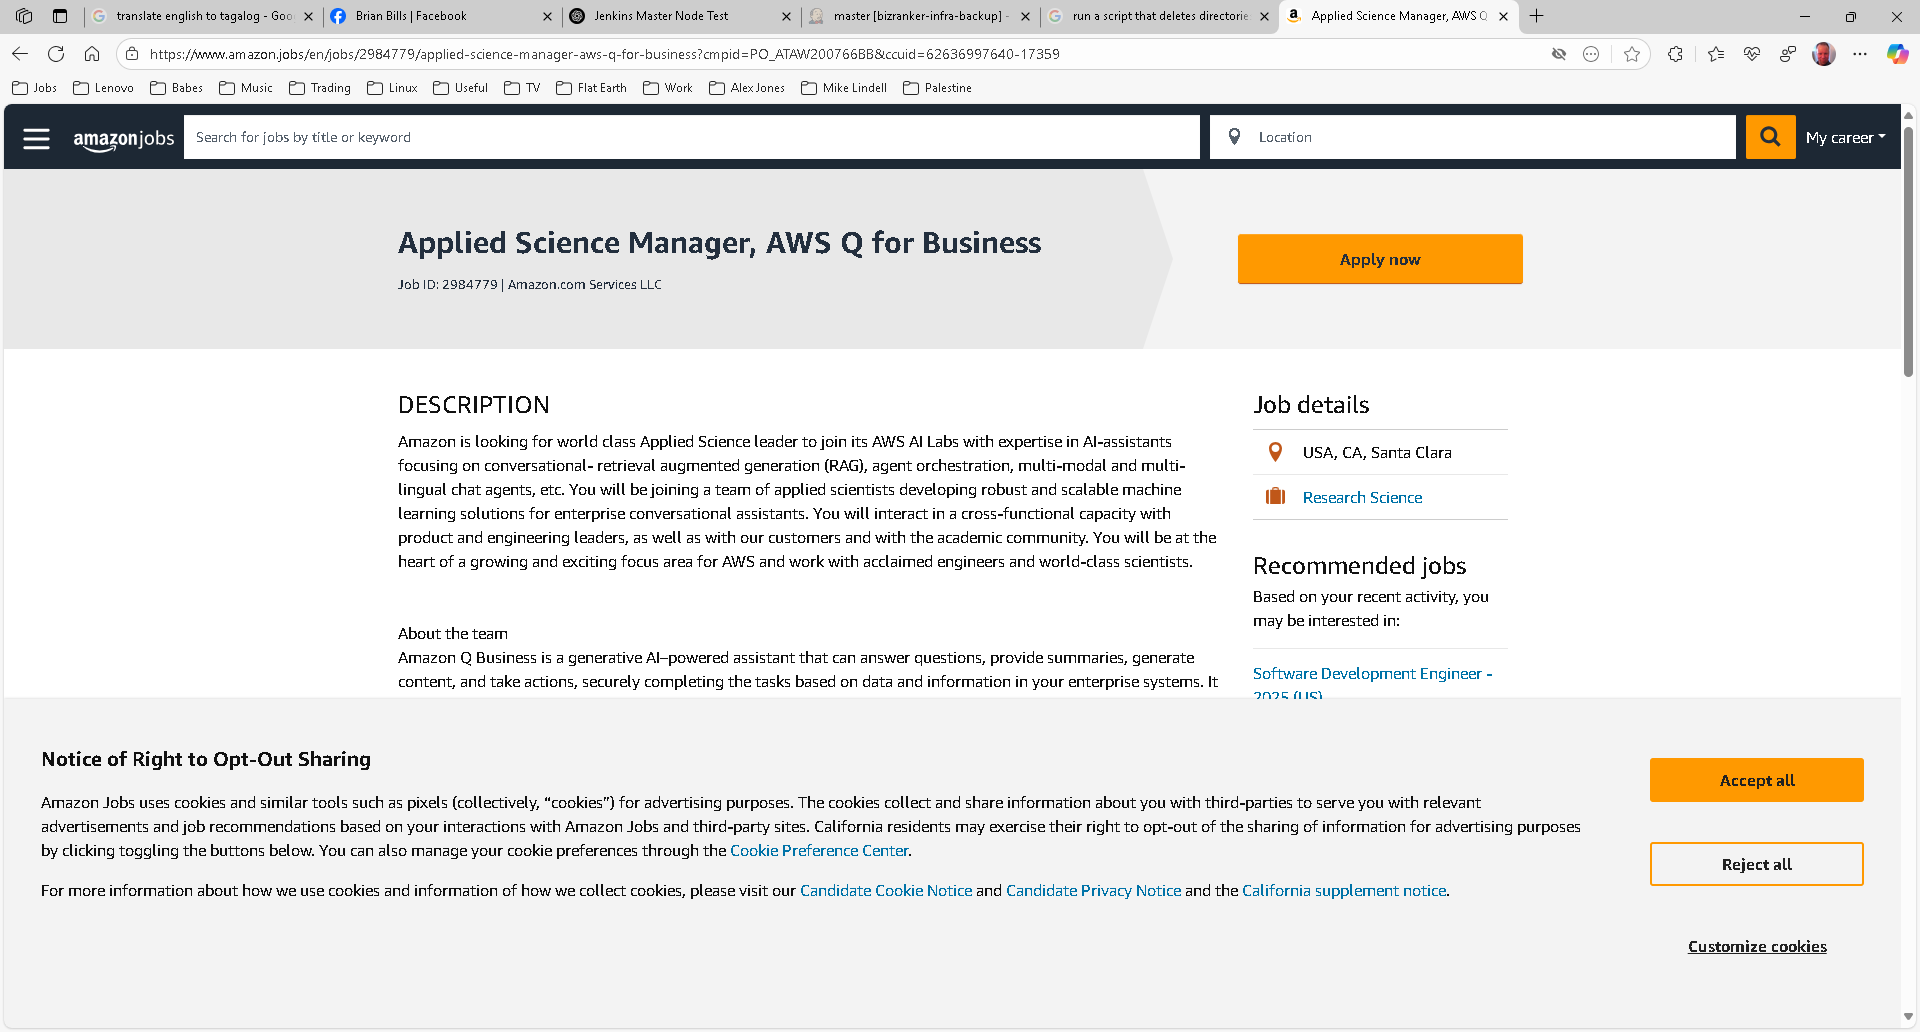 translate english to tagalog - Goo
Brian Bills | Facebook
Jenkins Master Node Test
master [bizranker-infra-backup] -
run a script that deletes directorie
Applied Science Manager, AWS Q
https://www.amazon.jobs/en/jobs/2984779/applied-science-manager-aws-q-for-business?cmpid=PO_ATAW200766BB&ccuid=62636997640-17359
Jobs
Lenovo
Babes
Music
Trading
Linux
Useful
TV
Flat Earth
Work
Alex Jones
Mike Lindell
Palestine
amazon jobs
Search for jobs by title or keyword
Location
My career
Applied Science Manager, AWS Q for Business
Job ID: 2984779 | Amazon.com Services LLC
Apply now
DESCRIPTION
Amazon is looking for world class Applied Science leader to join its AWS AI Labs with expertise in AI-assistants
focusing on conversational- retrieval augmented generation (RAG), agent orchestration, multi-modal and multi-
lingual chat agents, etc. You will be joining a team of applied scientists developing robust and scalable machine
learning solutions for enterprise conversational assistants. You will interact in a cross-functional capacity with
product and engineering leaders, as well as with our customers and with the academic community. You will be at the
heart of a growing and exciting focus area for AWS and work with acclaimed engineers and world-class scientists.
About the team
Amazon Q Business is a generative AI–powered assistant that can answer questions, provide summaries, generate
content, and take actions, securely completing the tasks based on data and information in your enterprise systems. It
Job details
USA, CA, Santa Clara
Research Science
Recommended jobs
Based on your recent activity, you
may be interested in:
Software Development Engineer -
2025 (US)
Notice of Right to Opt-Out Sharing
Amazon Jobs uses cookies and similar tools such as pixels (collectively, “cookies”) for advertising purposes. The cookies collect and share information about you with third-parties to serve you with relevant
advertisements and job recommendations based on your interactions with Amazon Jobs and third-party sites. California residents may exercise their right to opt-out of the sharing of information for advertising purposes
by clicking toggling the buttons below. You can also manage your cookie preferences through the Cookie Preference Center.
For more information about how we use cookies and information of how we collect cookies, please visit our Candidate Cookie Notice and Candidate Privacy Notice and the California supplement notice.
Accept all
Reject all
Customize cookies